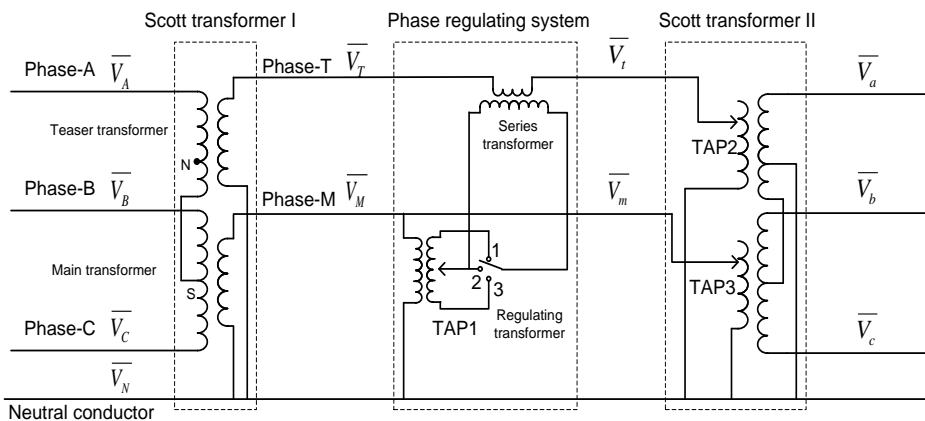 Scott transformer I
Phase regulating system
Scott transformer II
Phase-A
V_A
Phase-T
V_T
V_t
V_a
Teaser transformer
N
Series
transformer
TAP2
Phase-B
V_B
Phase-M
V_M
V_m
V_b
Main transformer
S
1
2
3
TAP1
Regulating
transformer
TAP3
Phase-C
V_C
V_c
V_N
Neutral conductor